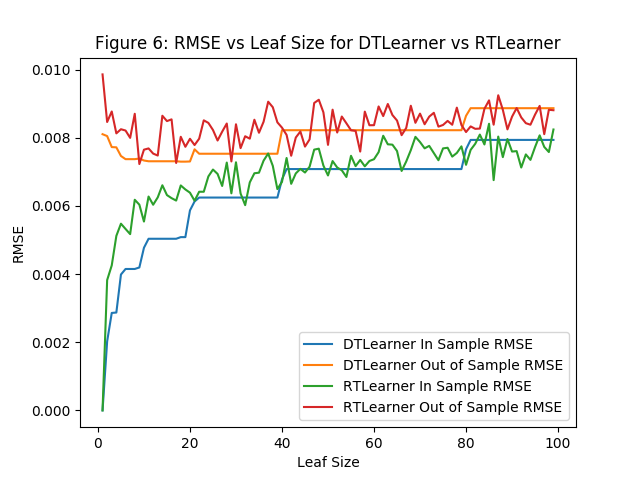 Figure 6: RMSE vs Leaf Size for DTLearner vs RTLearner
0.010
0.008
0.006
0.004
0.002
0.000
RMSE
DTLearner In Sample RMSE
DTLearner Out of Sample RMSE
RTLearner In Sample RMSE
RTLearner Out of Sample RMSE
0 20 40 60 80 100
Leaf Size